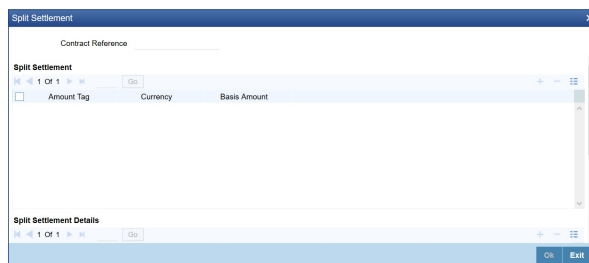 Split Settlement
Contract Reference
Split Settlement
1 Of 1 Go
Amount Tag Currency Basis Amount
Split Settlement Details
1 Of 1 Go
Ok Exit